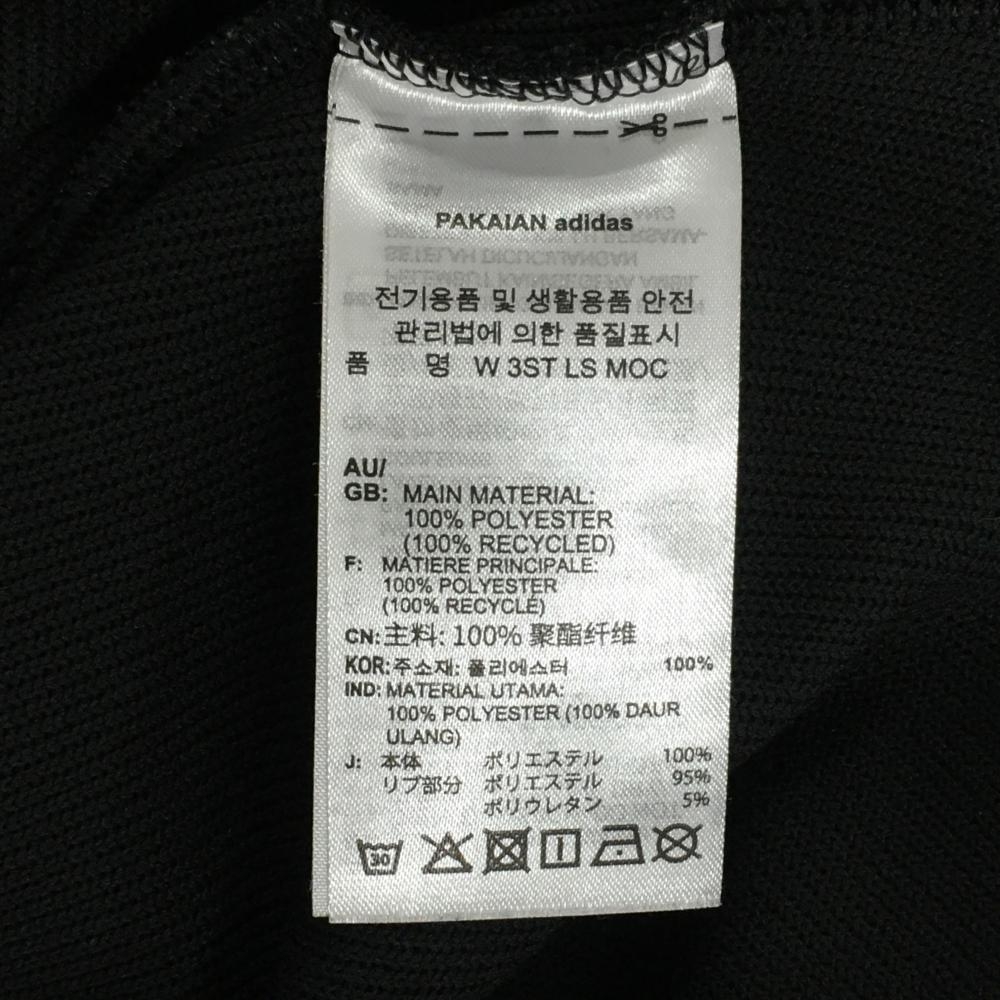 PAKAIAN adidas
전기용품 및 생활용품 안전
관리법에 의한 품질표시
품 명 W 3ST LS MOC
AU/
GB: MAIN MATERIAL:
100% POLYESTER
(100% RECYCLED)
F: MATIERE PRINCIPALE:
100% POLYESTER
(100% RECYCLÉ)
CN: 主料: 100% 聚酯纤维
KOR: 주소재: 폴리에스터 100%
IND: MATERIAL UTAMA:
100% POLYESTER (100% DAUR
ULANG)
J: 本体 ポリエステル 100%
リブ部分 ポリエステル 95%
ポリウレタン 5%
30